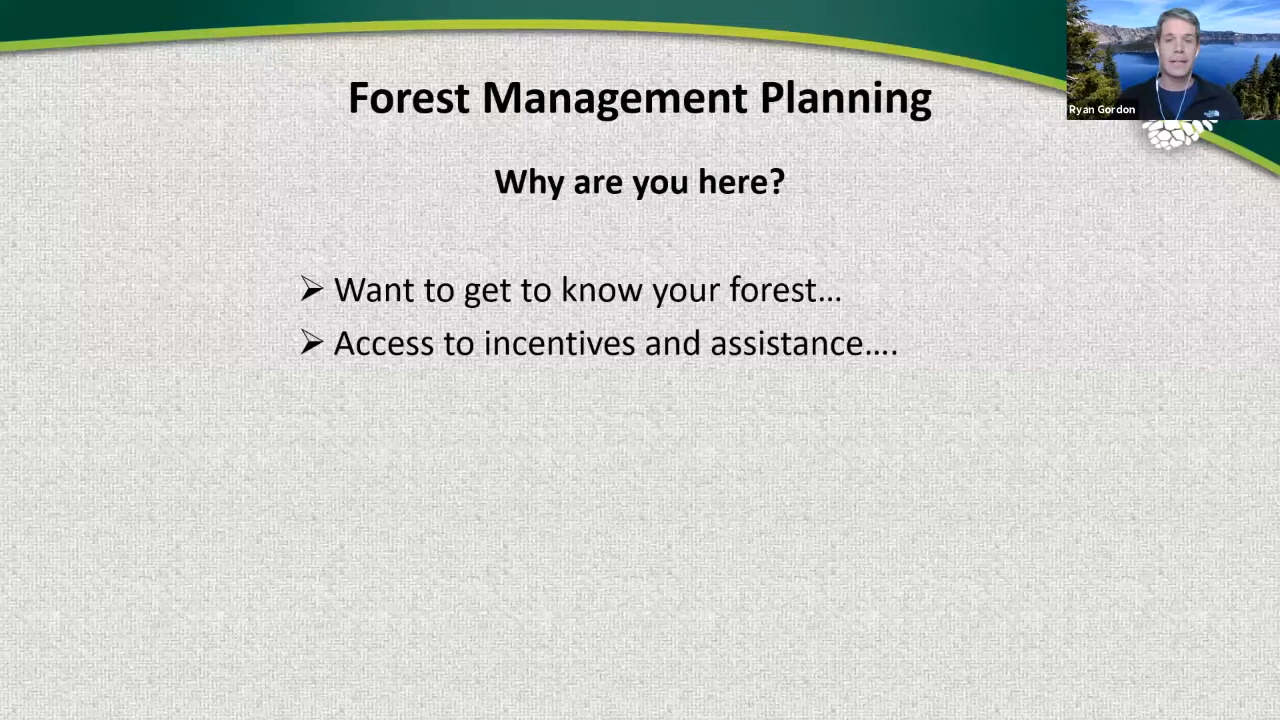 Forest Management Planning
Ryan Gordon
Why are you here?
Want to get to know your forest...
Access to incentives and assistance....